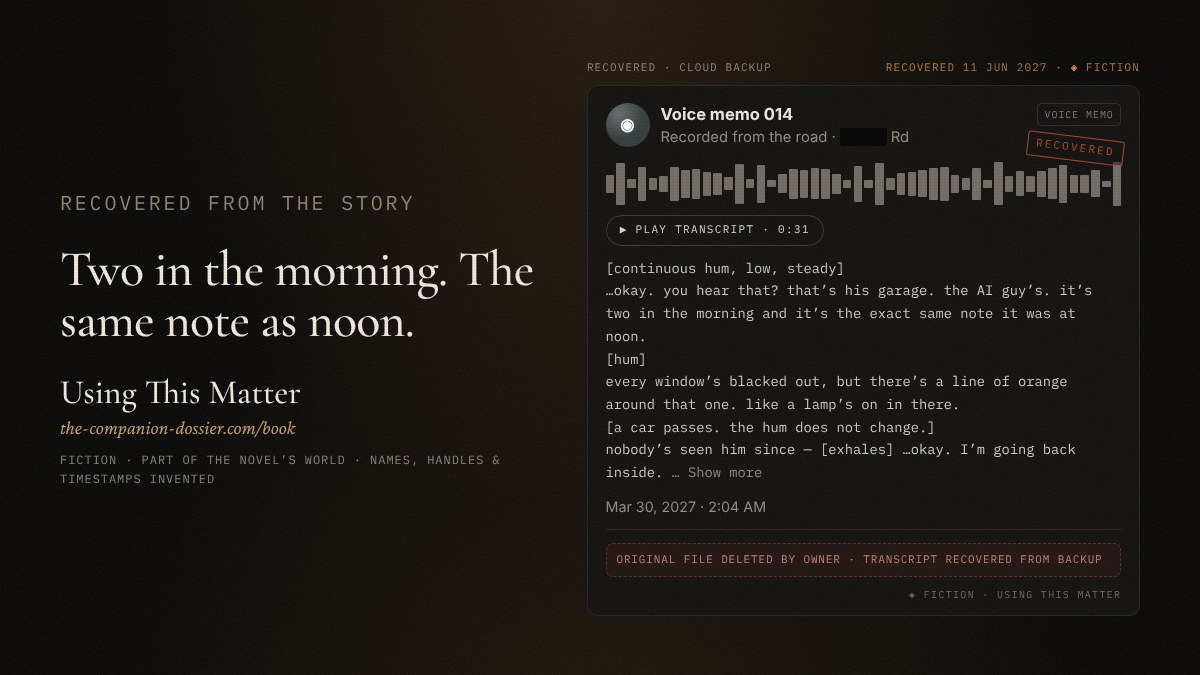 RECOVERED FROM THE STORY
Two in the morning. The
same note as noon.
Using This Matter
the-companion-dossier.com/book
FICTION · PART OF THE NOVEL’S WORLD · NAMES, HANDLES &
TIMESTAMPS INVENTED
RECOVERED · CLOUD BACKUP
RECOVERED 11 JUN 2027 · ◈ FICTION
Voice memo 014
VOICE MEMO
Recorded from the road · Rd
RECOVERED
▶ PLAY TRANSCRIPT · 0:31
[continuous hum, low, steady]
…okay. you hear that? that’s his garage. the AI guy’s. it’s
two in the morning and it’s the exact same note it was at
noon.
[hum]
every window’s blacked out, but there’s a line of orange
around that one. like a lamp’s on in there.
[a car passes. the hum does not change.]
nobody’s seen him since — [exhales] …okay. I’m going back
inside. … Show more
Mar 30, 2027 · 2:04 AM
ORIGINAL FILE DELETED BY OWNER · TRANSCRIPT RECOVERED FROM BACKUP
◈ FICTION · USING THIS MATTER